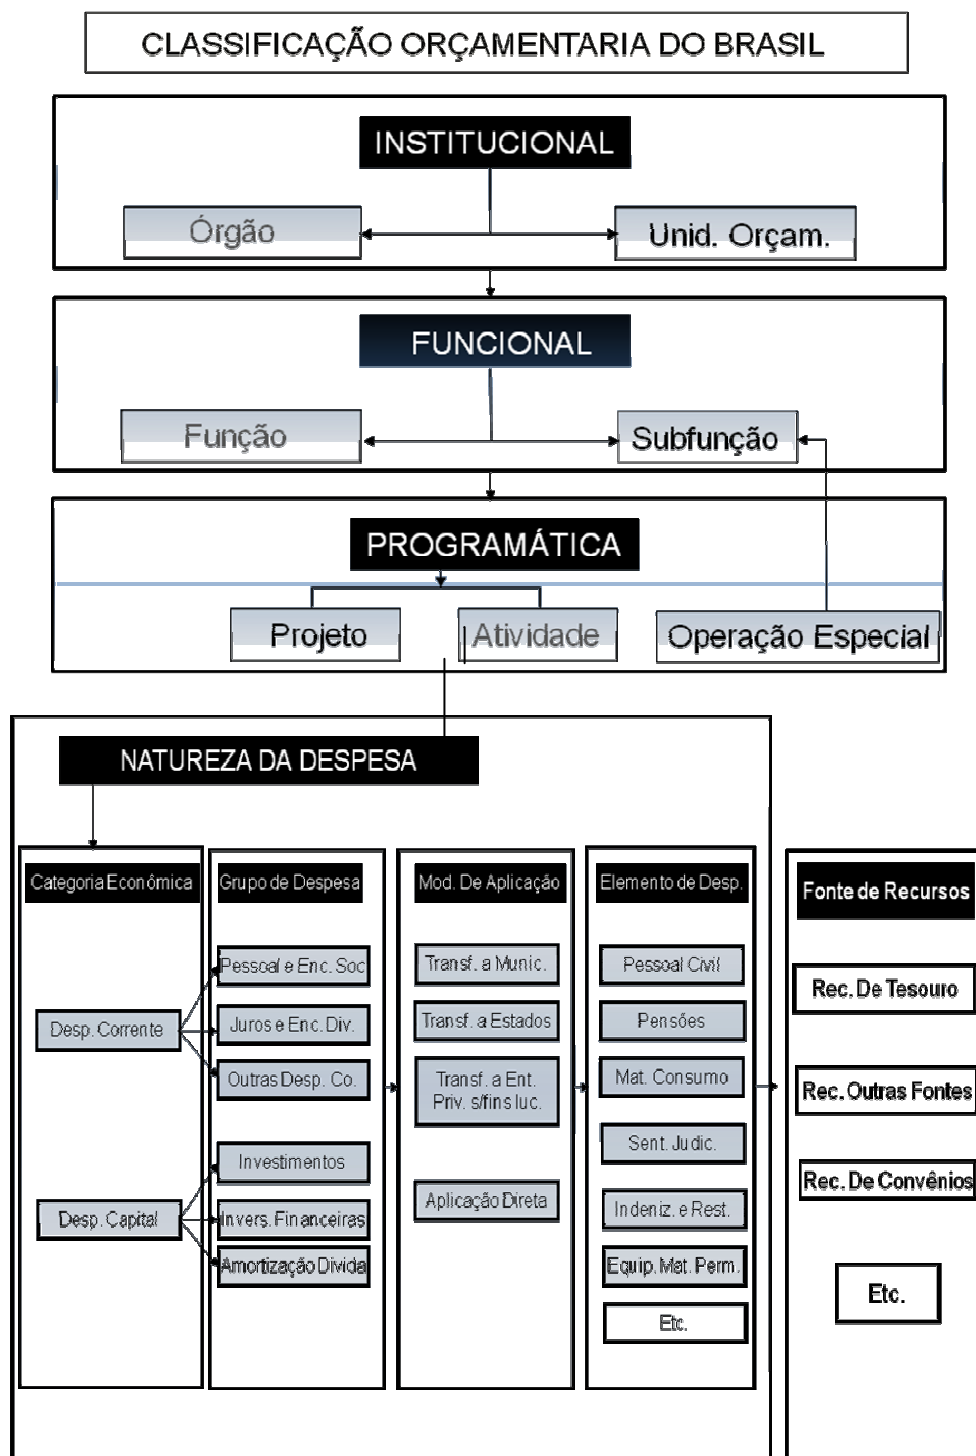 CLASSIFICAÇÃO ORÇAMENTARIA DO BRASIL
INSTITUCIONAL
Órgão
Unid. Orçam.
FUNCIONAL
Função
Subfunção
PROGRAMÁTICA
Projeto
Atividade
Operação Especial
NATUREZA DA DESPESA
Categoria Econômica
Desp. Corrente
Desp. Capital
Grupo de Despesa
Pessoal e Enc. Soc
Juros e Enc. Div.
Outras Desp. Co.
Investimentos
Invers. Financeiras
Amortização Divida
Mod. De Aplicação
Transf. a Munic.
Transf. a Estados
Transf. a Ent.
Priv. s/fins luc.
Aplicação Direta
Elemento de Desp.
Pessoal Civil
Pensões
Mat. Consumo
Sent. Judic.
Indeniz. e Rest.
Equip. Mat. Perm.
Etc.
Fonte de Recursos
Rec. De Tesouro
Rec. Outras Fontes
Rec. De Convênios
Etc.